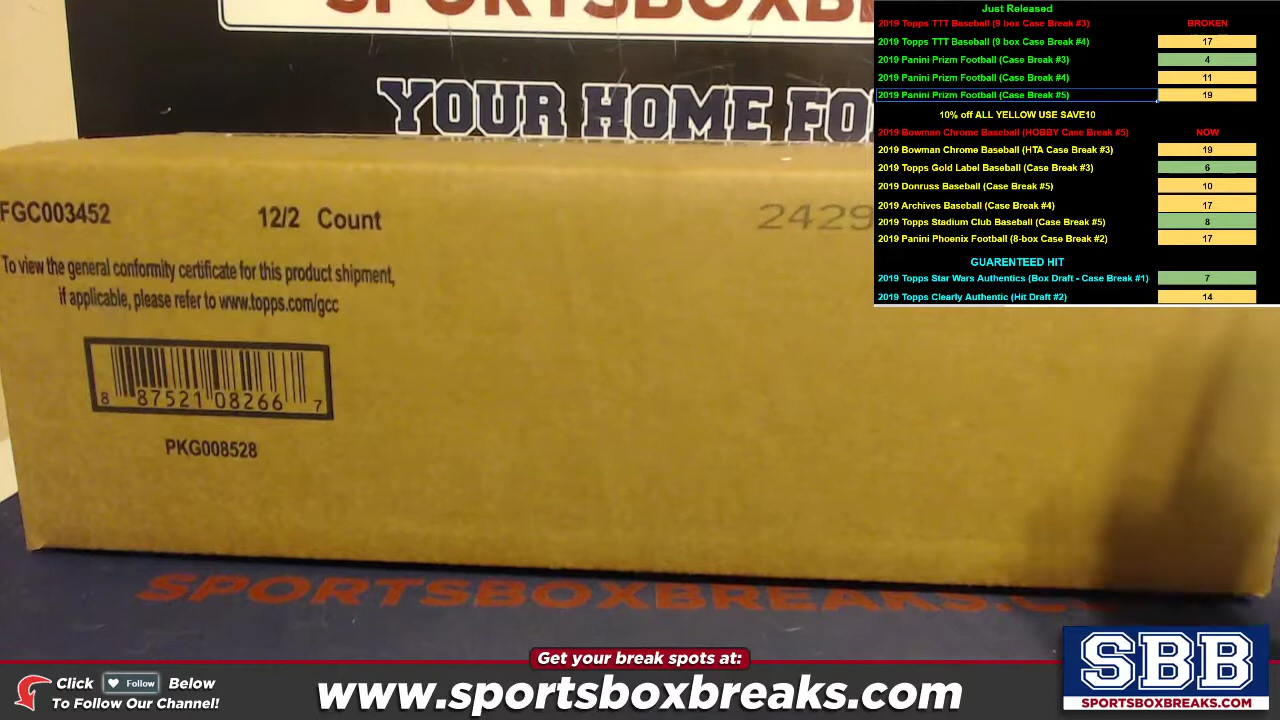 SPORTSBOXB
YOUR HOME FO
FGC003452
12/2 Count
2429
To view the general conformity certificate for this product shipment,
if applicable, please refer to www.topps.com/gcc
8 87521 08266 7
PKG008528
SPORTSBOXBREAKS.C
Just Released
2019 Topps TTT Baseball (9 box Case Break #3) BROKEN
2019 Topps TTT Baseball (9 box Case Break #4) 17
2019 Panini Prizm Football (Case Break #3) 4
2019 Panini Prizm Football (Case Break #4) 11
2019 Panini Prizm Football (Case Break #5) 19
10% off ALL YELLOW USE SAVE10
2019 Bowman Chrome Baseball (HOBBY Case Break #5) NOW
2019 Bowman Chrome Baseball (HTA Case Break #3) 19
2019 Topps Gold Label Baseball (Case Break #3) 6
2019 Donruss Baseball (Case Break #5) 10
2019 Archives Baseball (Case Break #4) 17
2019 Topps Stadium Club Baseball (Case Break #5) 8
2019 Panini Phoenix Football (8-box Case Break #2) 17
GUARENTEED HIT
2019 Topps Star Wars Authentics (Box Draft - Case Break #1) 7
2019 Topps Clearly Authentic (Hit Draft #2) 14
Get your break spots at:
Click Follow Below
To Follow Our Channel!
www.sportsboxbreaks.com
SBB
SPORTSBOXBREAKS.COM